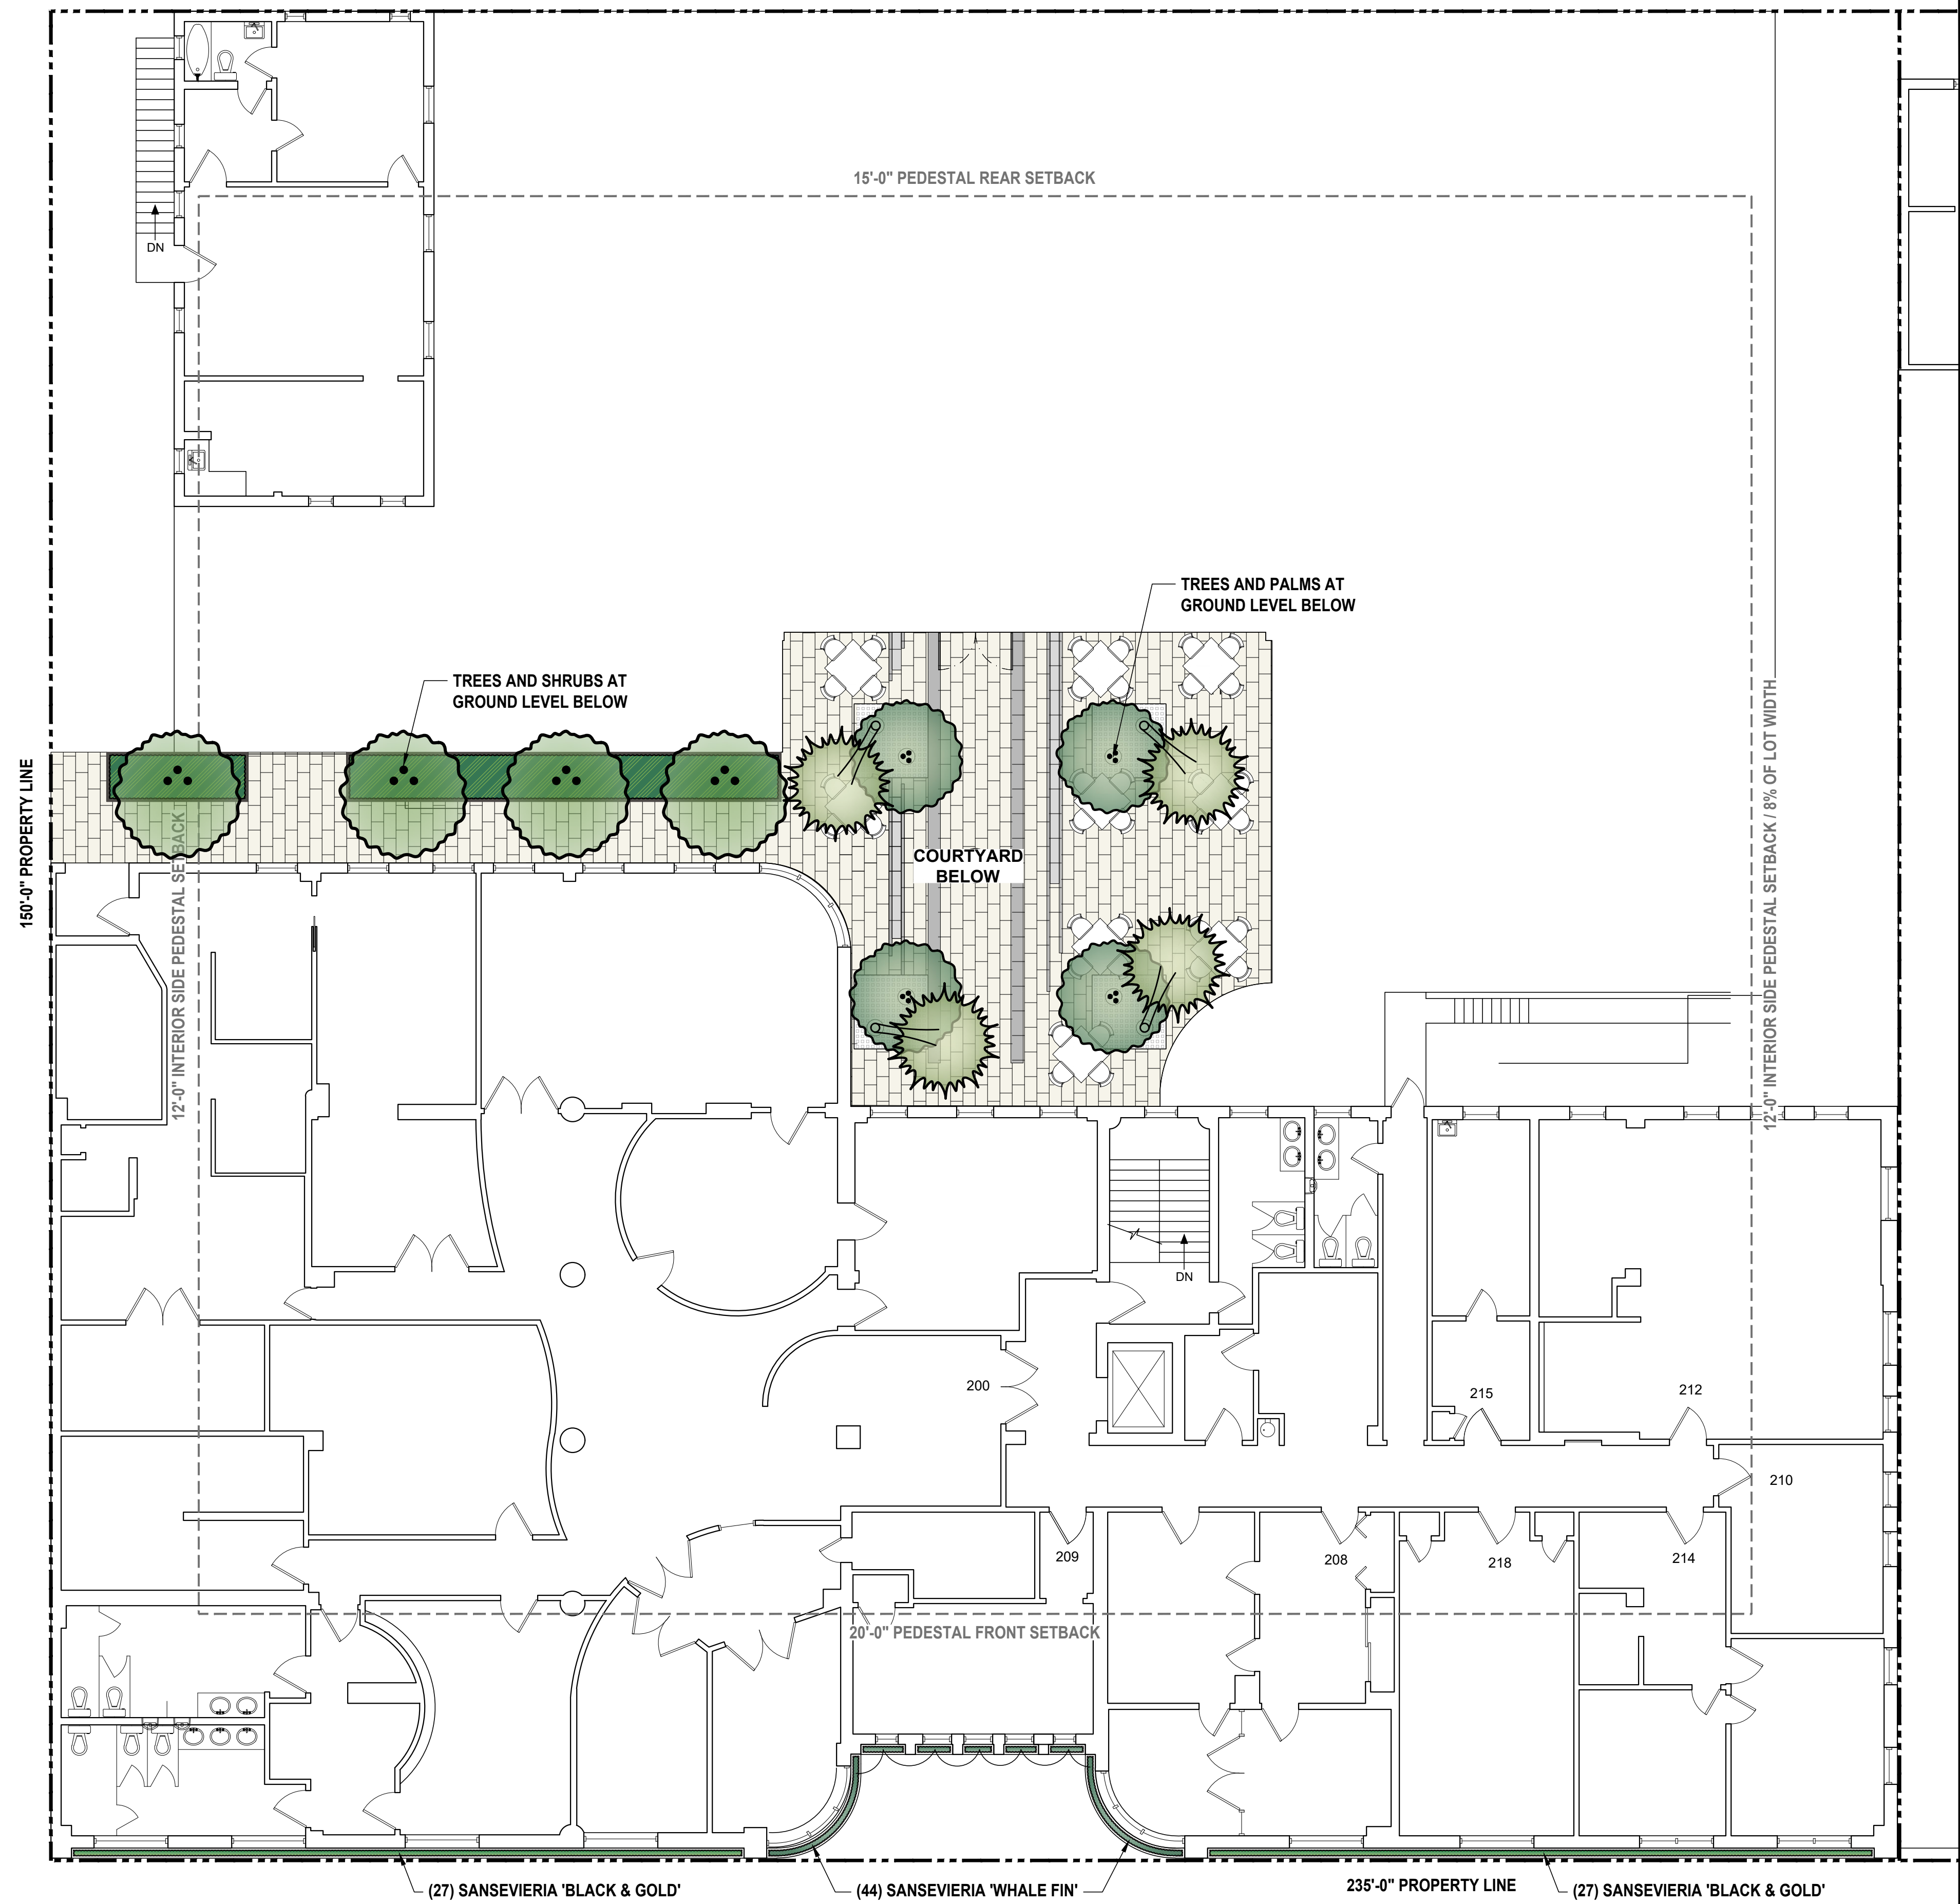 DN
15'-0" PEDESTAL REAR SETBACK
TREES AND PALMS AT
GROUND LEVEL BELOW
TREES AND SHRUBS AT
GROUND LEVEL BELOW
150'-0" PROPERTY LINE
12'-0" INTERIOR SIDE PEDESTAL SETBACK
COURTYARD
BELOW
12'-0" INTERIOR SIDE PEDESTAL SETBACK / 8% OF LOT WIDTH
DN
200
215
212
210
209
208
218
214
20'-0" PEDESTAL FRONT SETBACK
(27) SANSEVIERIA 'BLACK & GOLD'
(44) SANSEVIERIA 'WHALE FIN'
235'-0" PROPERTY LINE
(27) SANSEVIERIA 'BLACK & GOLD'